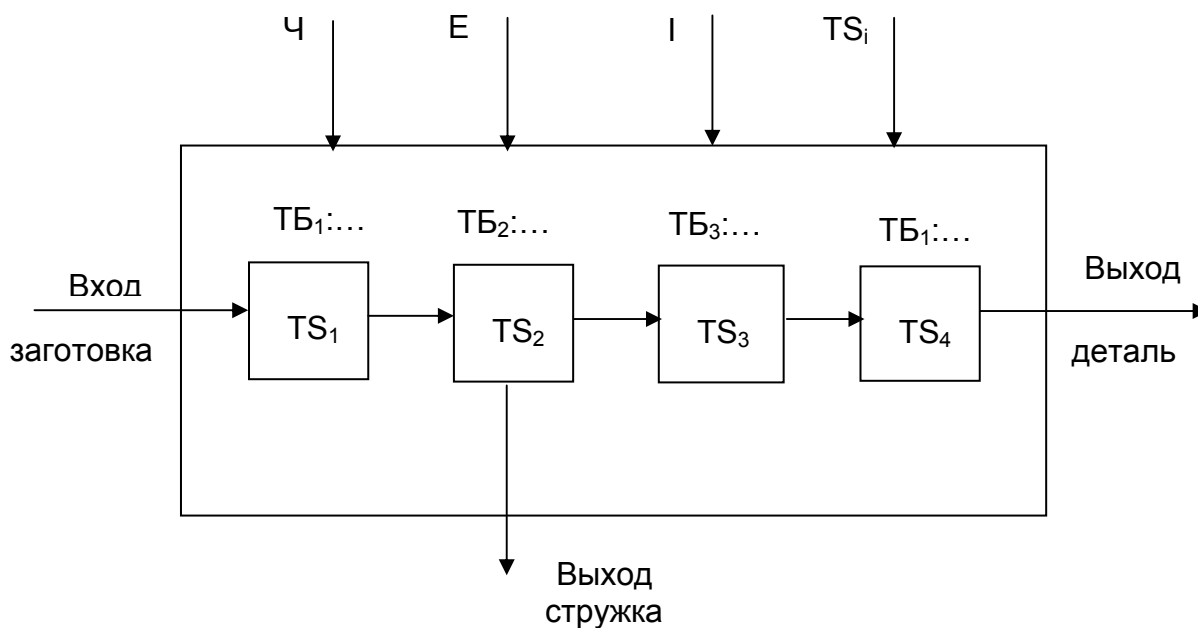 Ч E I TSi
ТБ1:… ТБ2:… ТБ3:… ТБ1:…
Вход Выход
TS1 TS2 TS3 TS4
заготовка деталь
Выход
стружка